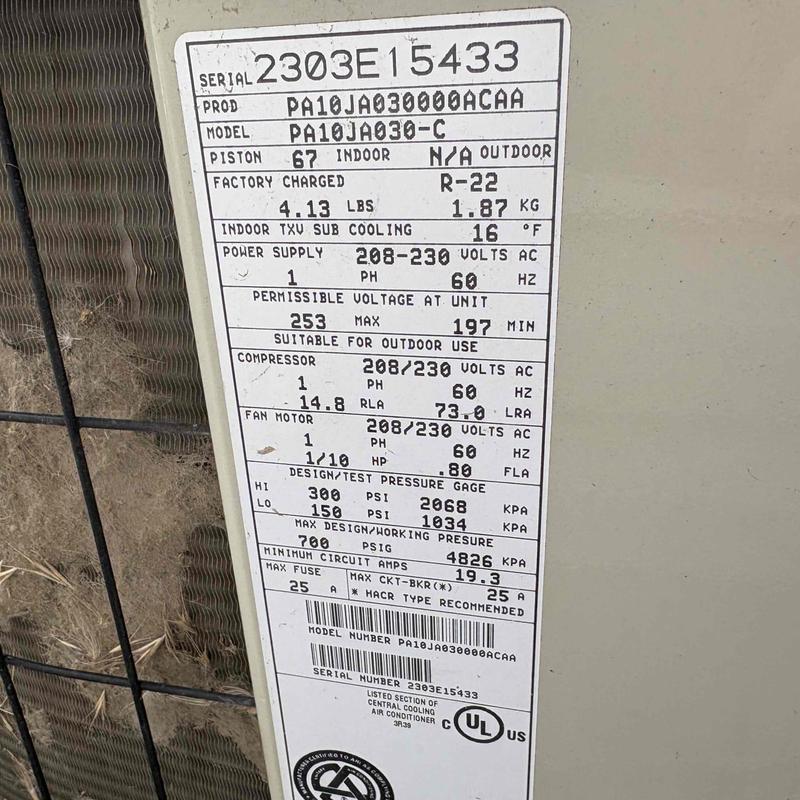 SERIAL 2303E15433
PROD PA10JA030000ACAA
MODEL PA10JA030-C
PISTON 67 INDOOR N/A OUTDOOR
FACTORY CHARGED R-22
4.13 LBS 1.87 KG
INDOOR TXV SUB COOLING 16 °F
POWER SUPPLY 208-230 VOLTS AC
1 PH 60 HZ
PERMISSIBLE VOLTAGE AT UNIT
253 MAX 197 MIN
SUITABLE FOR OUTDOOR USE
COMPRESSOR 208/230 VOLTS AC
1 PH 60 HZ
14.8 RLA 73.0 LRA
FAN MOTOR 208/230 VOLTS AC
1 PH 60 HZ
1/10 HP .80 FLA
DESIGN/TEST PRESSURE GAGE
HI 300 PSI 2068 KPA
LO 150 PSI 1034 KPA
MAX DESIGN/WORKING PRESURE
700 PSIG 4826 KPA
MINIMUM CIRCUIT AMPS 19.3
MAX FUSE MAX CKT-BKR(*) 25 A
25 A * HACR TYPE RECOMMENDED
MODEL NUMBER PA10JA030000ACAA
SERIAL NUMBER 2303E15433
LISTED SECTION OF
CENTRAL COOLING
AIR CONDITIONER
3R39
C UL US